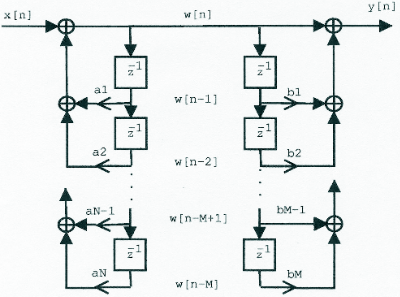 x[n] w[n] y[n]
z⁻¹ z⁻¹
a1 w[n-1] b1
z⁻¹ z⁻¹
a2 w[n-2] b2
aN-1 w[n-M+1] bM-1
z⁻¹ z⁻¹
aN w[n-M] bM